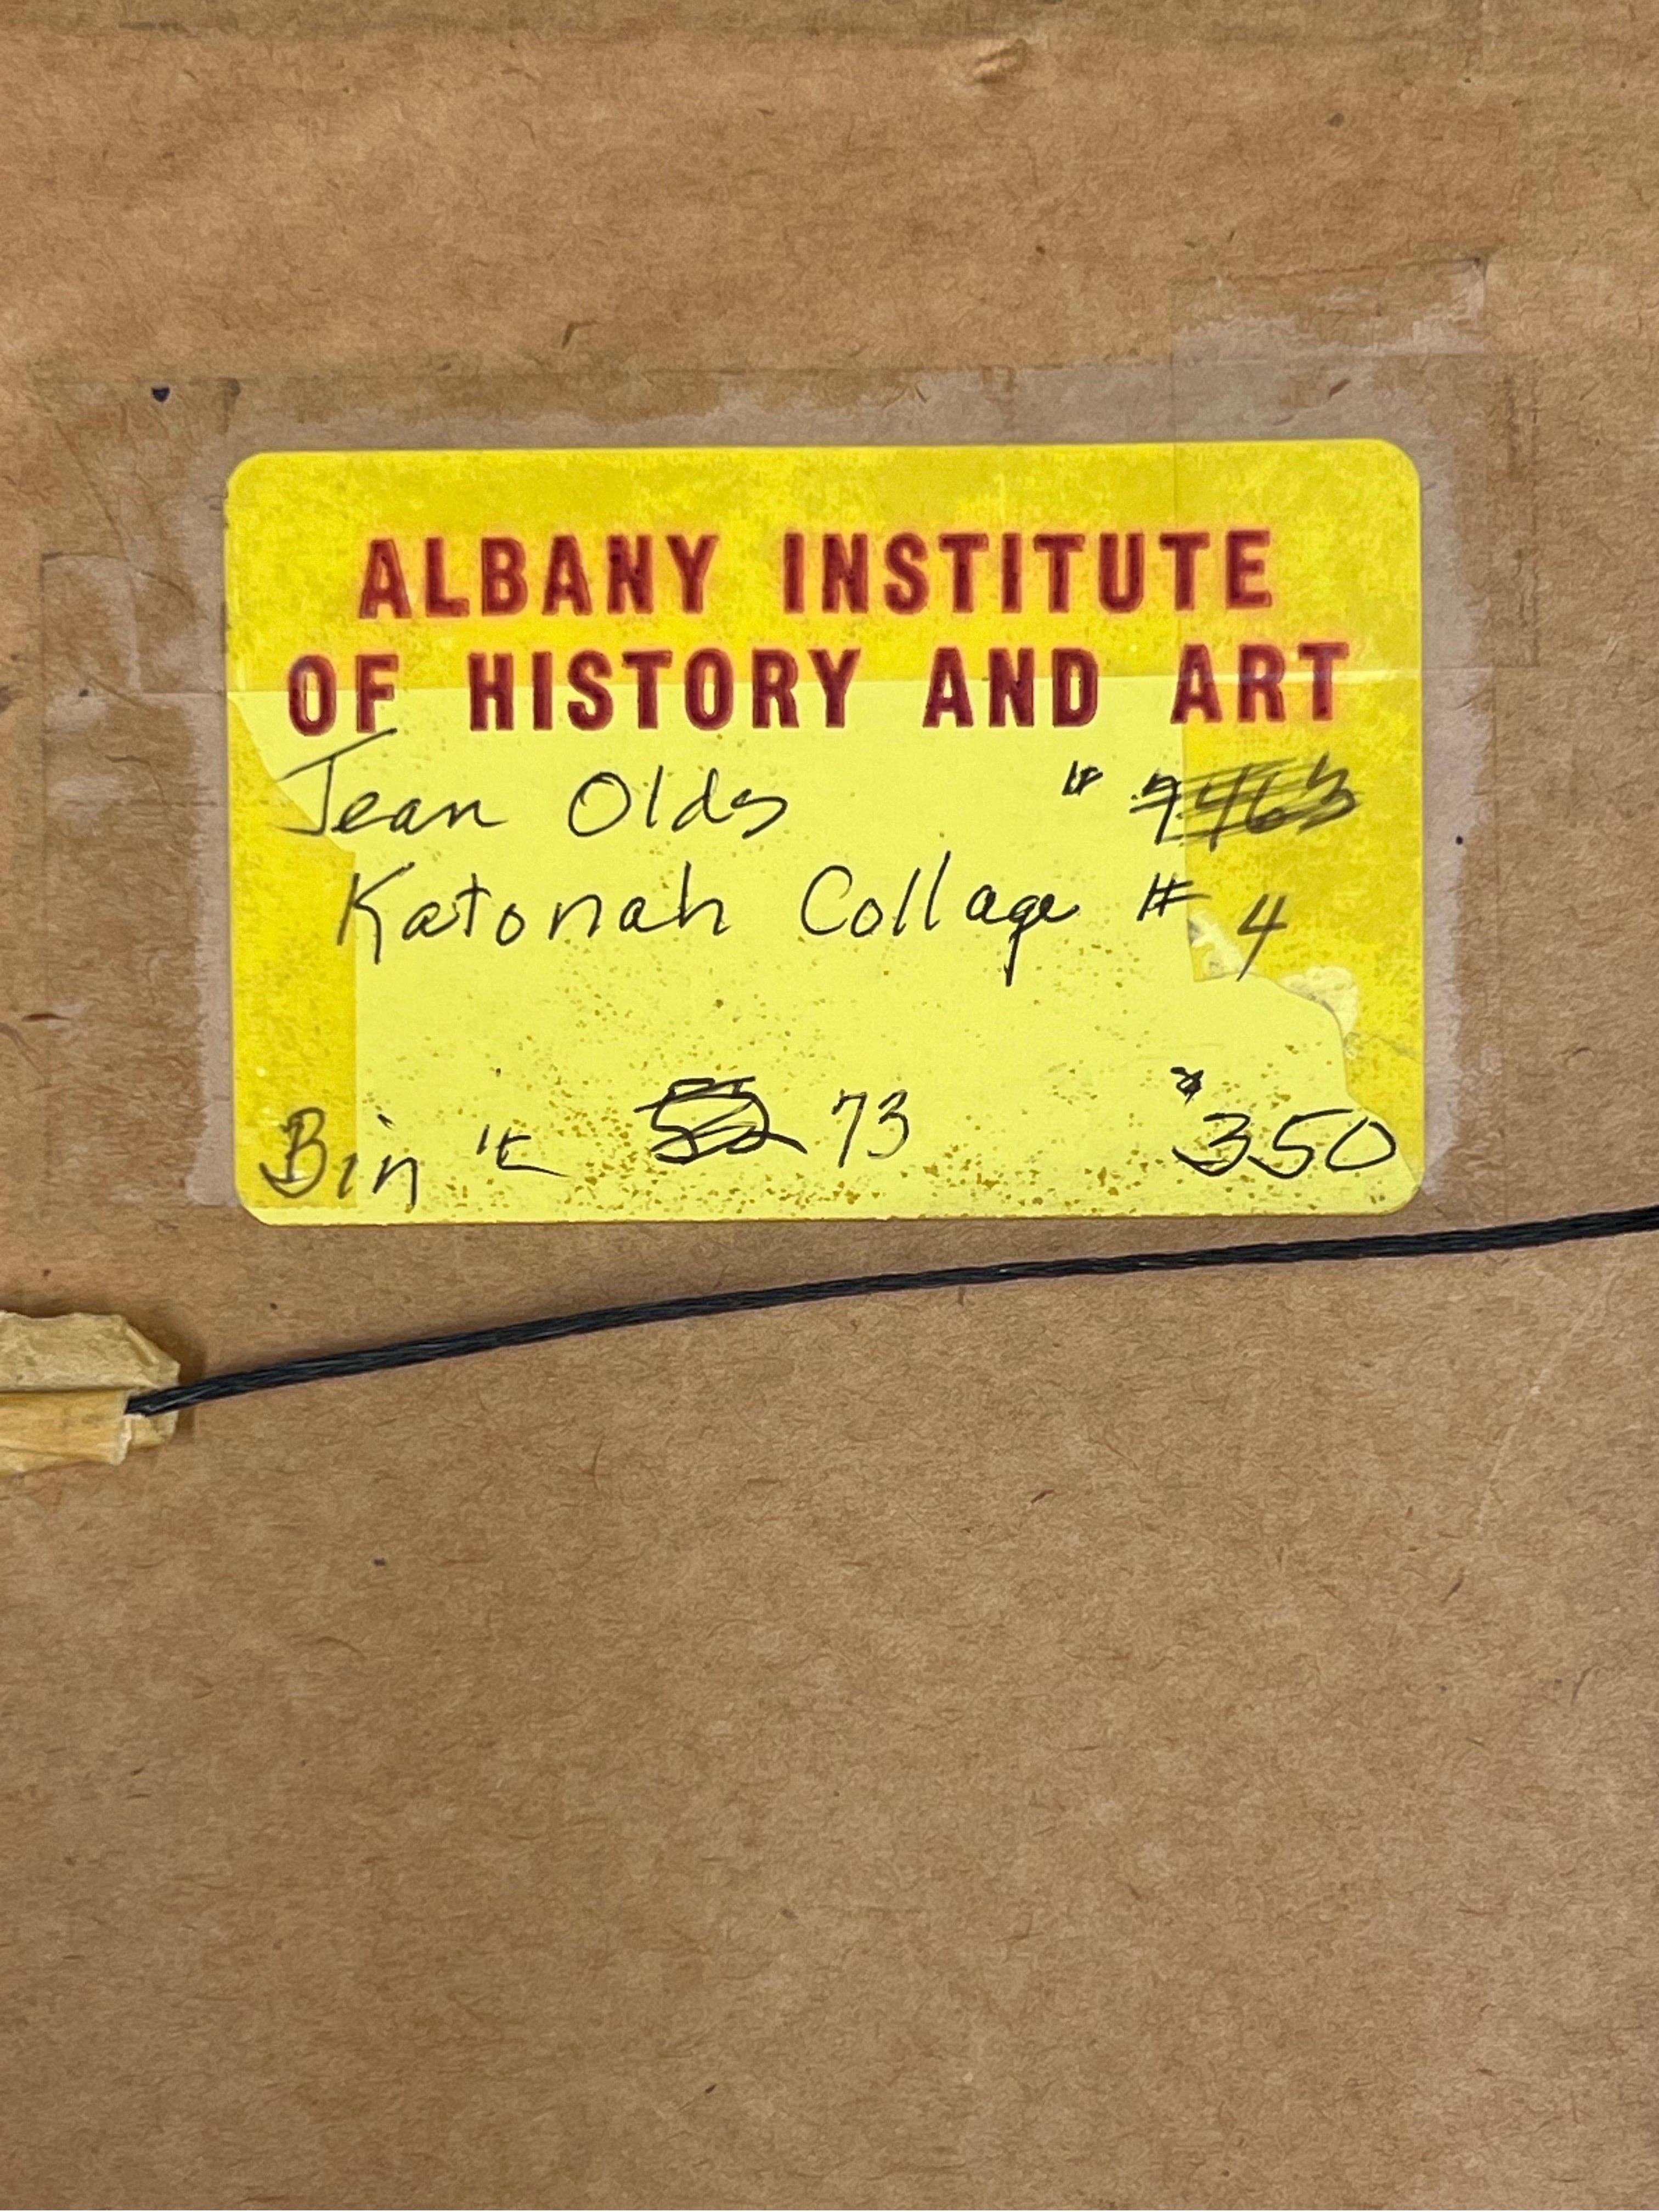 ALBANY INSTITUTE
OF HISTORY AND ART
Jean Olds #
Katonah Collage # 4
Bin # 73 $350